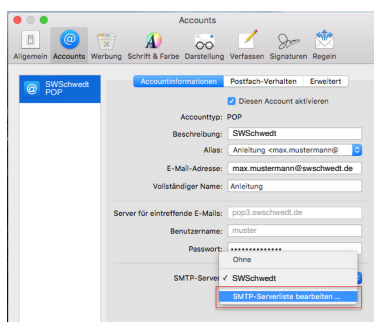 Accounts
Allgemein Accounts Werbung Schrift & Farbe Darstellung Verfassen Signaturen Regeln
SWSchwedt
POP
Accountinformationen Postfach-Verhalten Erweitert
Diesen Account aktivieren
Accounttyp: POP
Beschreibung: SWSchwedt
Alias: Anleitung <max.mustermann@
E-Mail-Adresse: max.mustermann@swschwedt.de
Vollständiger Name: Anleitung
Server für eintreffende E-Mails: pop3.swschwedt.de
Benutzername: muster
Passwort: ••••••••••••••
Ohne
SMTP-Server ✓ SWSchwedt
SMTP-Serverliste bearbeiten ...